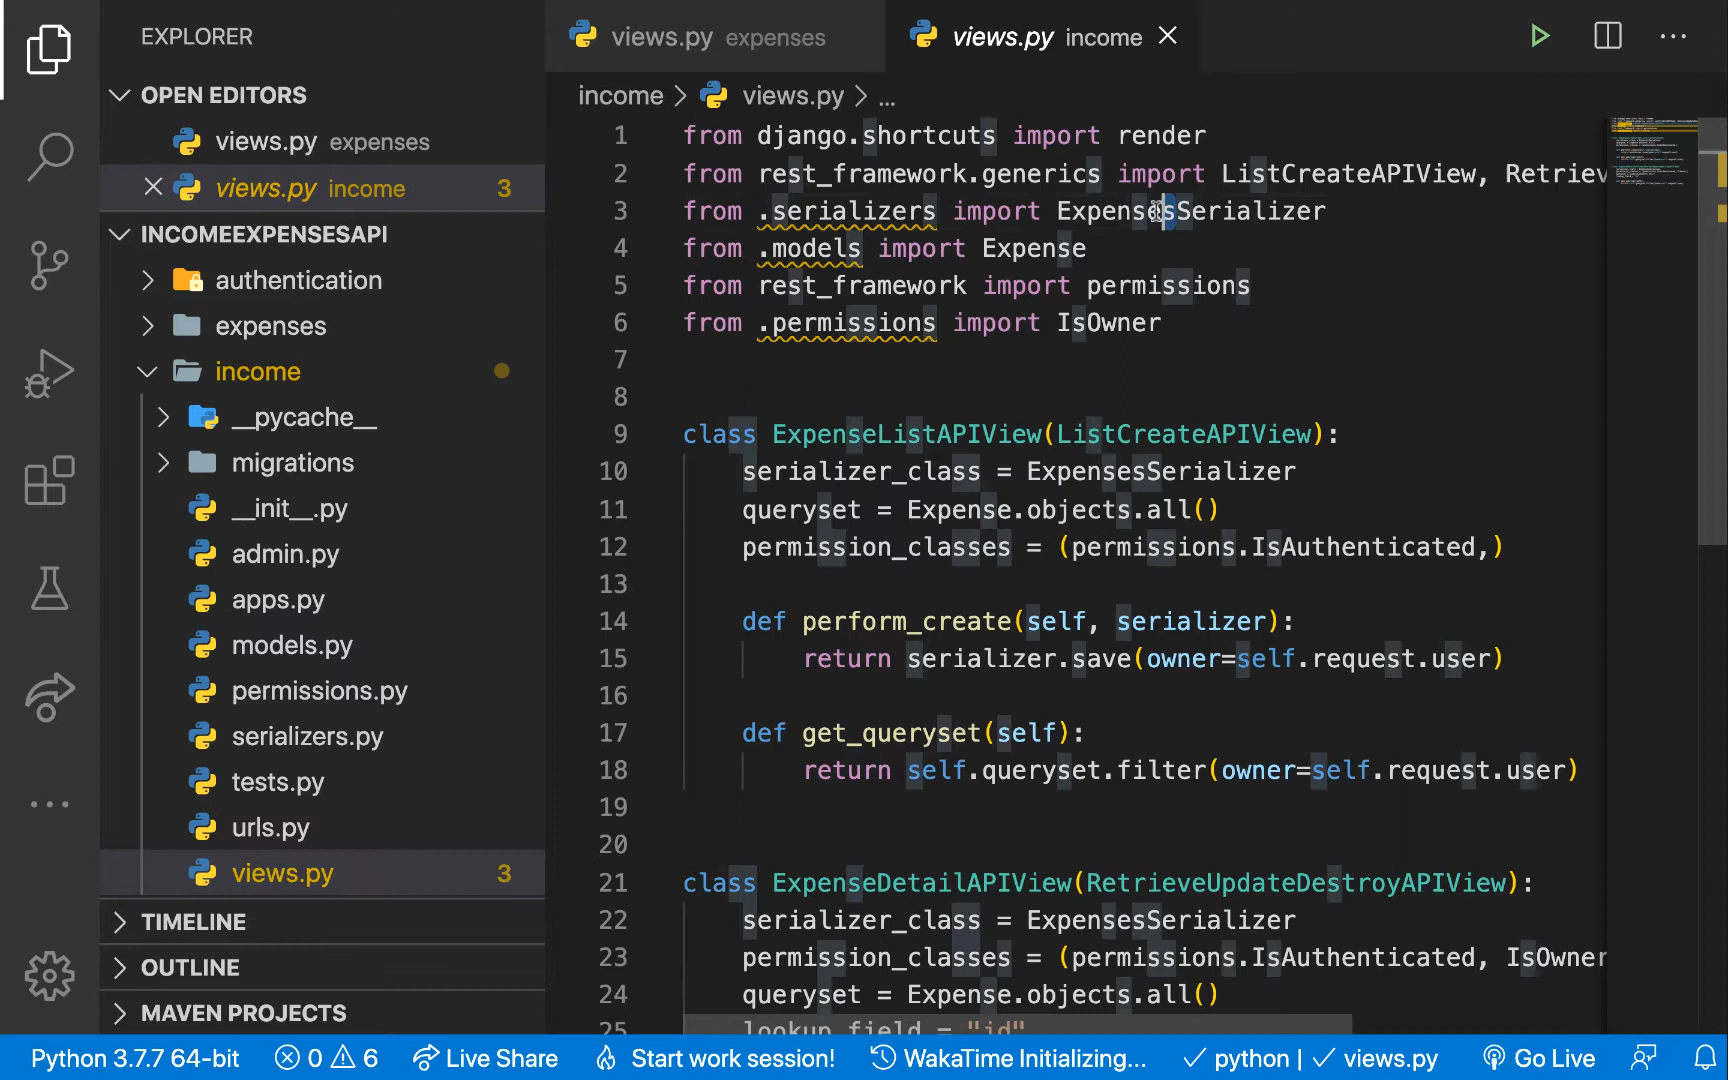 EXPLORER
OPEN EDITORS
views.py expenses
views.py income 3
INCOMEEXPENSESAPI
authentication
expenses
income
__pycache__
migrations
__init__.py
admin.py
apps.py
models.py
permissions.py
serializers.py
tests.py
urls.py
views.py 3
TIMELINE
OUTLINE
MAVEN PROJECTS
views.py expenses
views.py income
income > views.py > ...
1 from django.shortcuts import render
2 from rest_framework.generics import ListCreateAPIView, Retriev
3 from .serializers import ExpensesSerializer
4 from .models import Expense
5 from rest_framework import permissions
6 from .permissions import IsOwner
7
8
9 class ExpenseListAPIView(ListCreateAPIView):
10 serializer_class = ExpensesSerializer
11 queryset = Expense.objects.all()
12 permission_classes = (permissions.IsAuthenticated,)
13
14 def perform_create(self, serializer):
15 return serializer.save(owner=self.request.user)
16
17 def get_queryset(self):
18 return self.queryset.filter(owner=self.request.user)
19
20
21 class ExpenseDetailAPIView(RetrieveUpdateDestroyAPIView):
22 serializer_class = ExpensesSerializer
23 permission_classes = (permissions.IsAuthenticated, IsOwner
24 queryset = Expense.objects.all()
25 lookup_field = "id"
Python 3.7.7 64-bit 0 6 Live Share Start work session! WakaTime Initializing... python | views.py Go Live